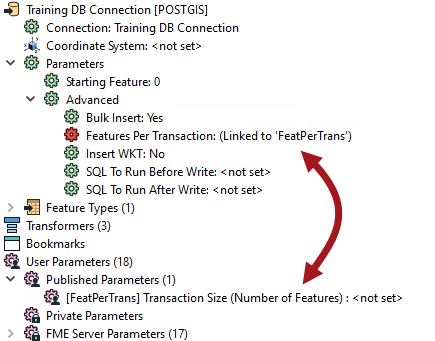 Training DB Connection [POSTGIS]
Connection: Training DB Connection
Coordinate System: <not set>
Parameters
Starting Feature: 0
Advanced
Bulk Insert: Yes
Features Per Transaction: (Linked to 'FeatPerTrans')
Insert WKT: No
SQL To Run Before Write: <not set>
SQL To Run After Write: <not set>
Feature Types (1)
Transformers (3)
Bookmarks
User Parameters (18)
Published Parameters (1)
[FeatPerTrans] Transaction Size (Number of Features) : <not set>
Private Parameters
FME Server Parameters (17)